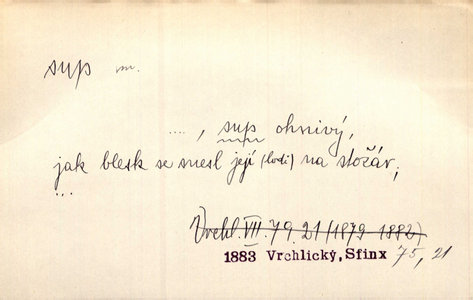 sup m.
...., sup ohnivý,
jak blesk se snesl její (lodi) na stožár;
...
Vrchl. VII. 79, 21 (1879-1882)
1883 Vrchlický, Sfinx 75, 21